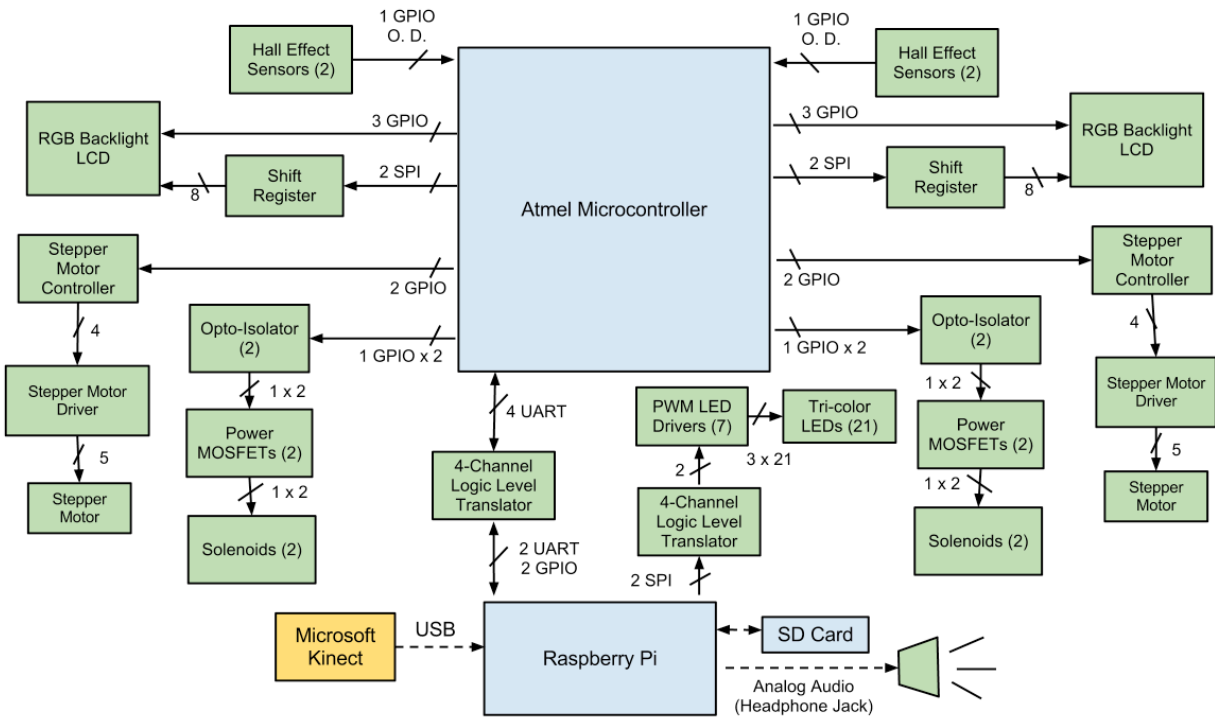 1 GPIO
O. D.
Hall Effect
Sensors (2)
1 GPIO
O. D.
Hall Effect
Sensors (2)
RGB Backlight
LCD
3 GPIO
3 GPIO
RGB Backlight
LCD
8
Shift
Register
2 SPI
Atmel Microcontroller
2 SPI
Shift
Register
8
Stepper
Motor
Controller
2 GPIO
2 GPIO
Stepper
Motor
Controller
4
Opto-Isolator
(2)
1 GPIO x 2
1 GPIO x 2
Opto-Isolator
(2)
4
Stepper Motor
Driver
1 x 2
4 UART
PWM LED
Drivers (7)
3 x 21
Tri-color
LEDs (21)
1 x 2
Stepper Motor
Driver
5
Power
MOSFETs (2)
4-Channel
Logic Level
Translator
2
Power
MOSFETs (2)
5
Stepper
Motor
1 x 2
4-Channel
Logic Level
Translator
1 x 2
Stepper
Motor
Solenoids (2)
2 UART
2 GPIO
2 SPI
Solenoids (2)
Microsoft
Kinect
USB
Raspberry Pi
SD Card
Analog Audio
(Headphone Jack)